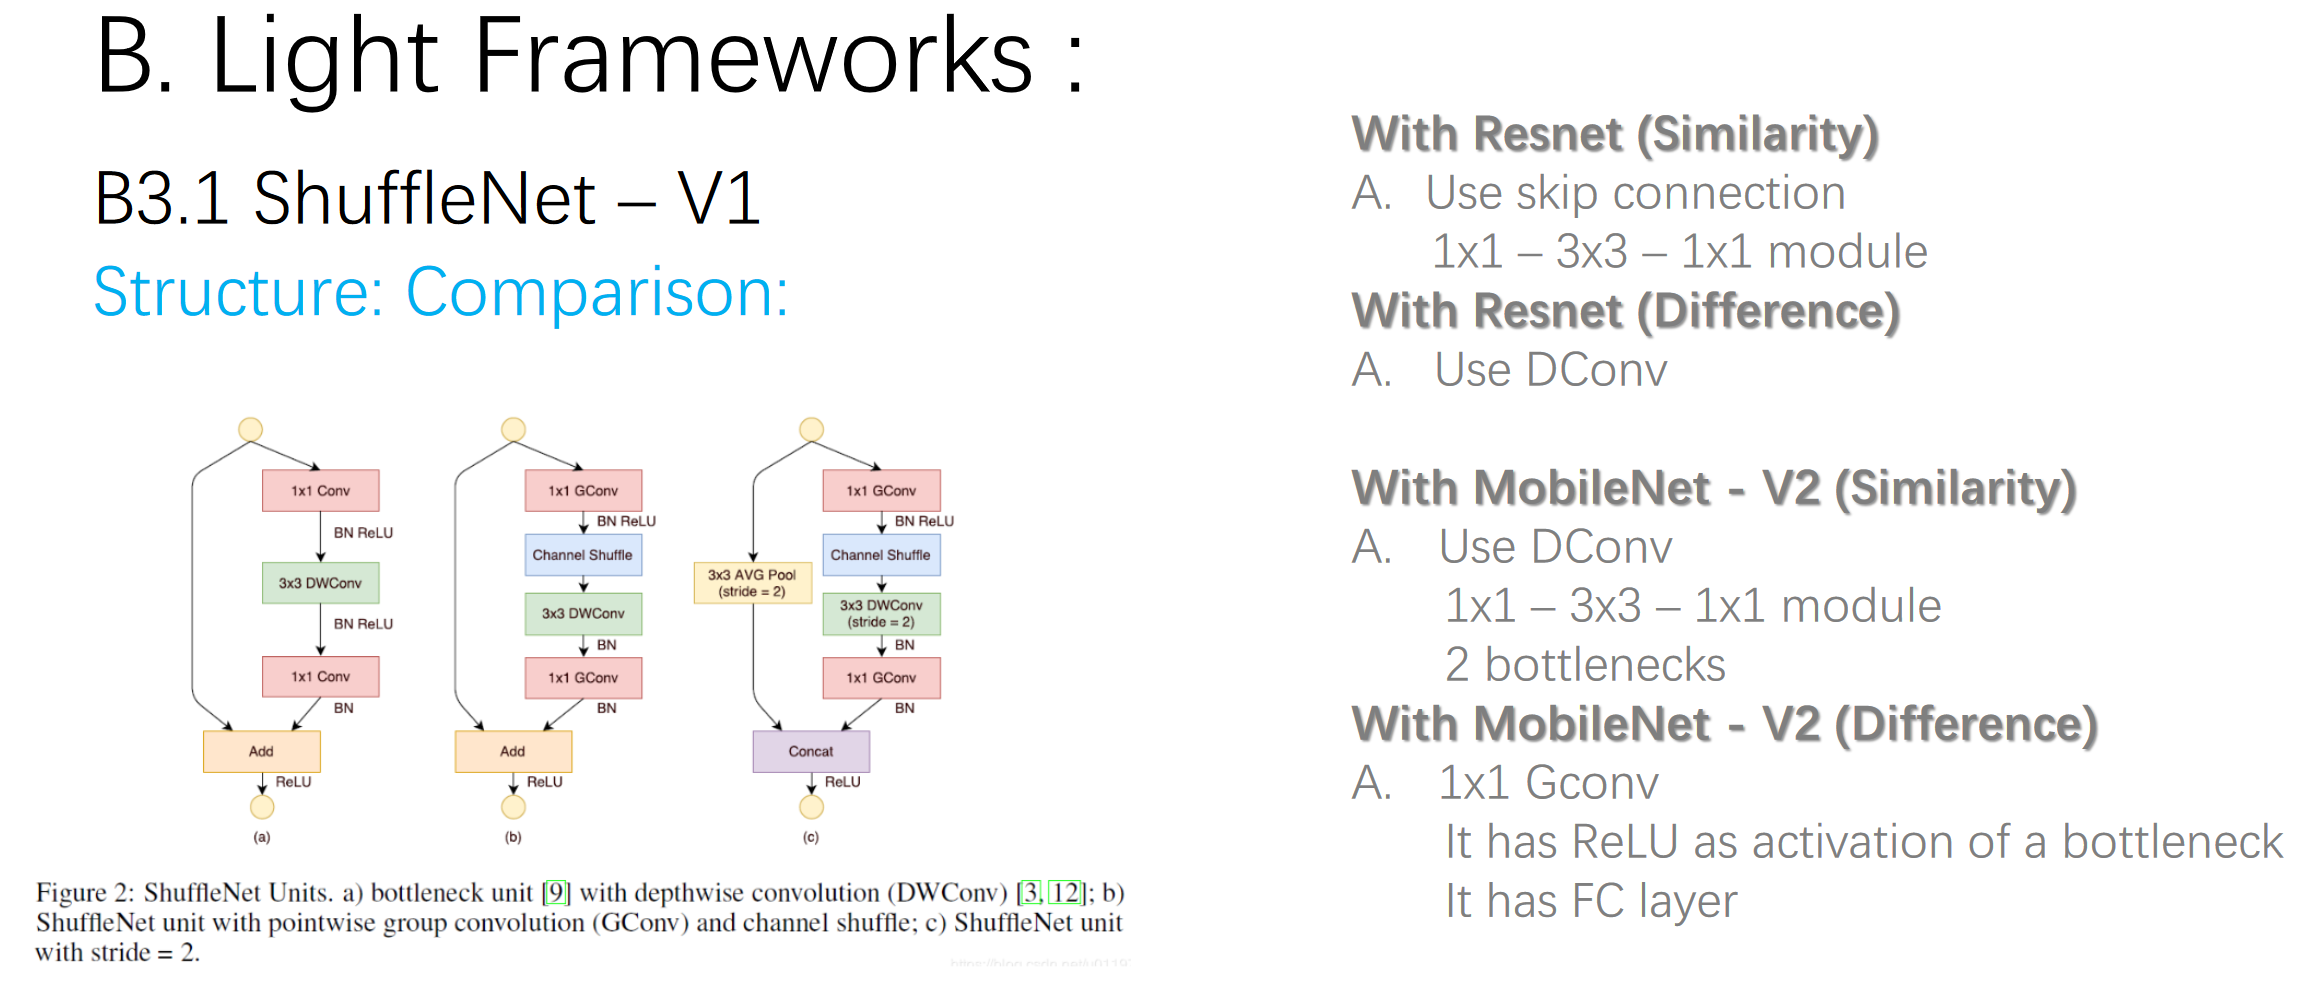 B. Light Frameworks :
B3.1 ShuffleNet – V1
Structure: Comparison:
1x1 Conv
BN ReLU
3x3 DWConv
BN ReLU
1x1 Conv
BN
Add
ReLU
(a)
1x1 GConv
BN ReLU
Channel Shuffle
3x3 DWConv
BN
1x1 GConv
BN
Add
ReLU
(b)
3x3 AVG Pool
(stride = 2)
1x1 GConv
BN ReLU
Channel Shuffle
3x3 DWConv
(stride = 2)
BN
1x1 GConv
BN
Concat
ReLU
(c)
Figure 2: ShuffleNet Units. a) bottleneck unit [9] with depthwise convolution (DWConv) [3, 12]; b)
ShuffleNet unit with pointwise group convolution (GConv) and channel shuffle; c) ShuffleNet unit
with stride = 2.
With Resnet (Similarity)
A. Use skip connection
1x1 – 3x3 – 1x1 module
With Resnet (Difference)
A. Use DConv
With MobileNet - V2 (Similarity)
A. Use DConv
1x1 – 3x3 – 1x1 module
2 bottlenecks
With MobileNet - V2 (Difference)
A. 1x1 Gconv
It has ReLU as activation of a bottleneck
It has FC layer